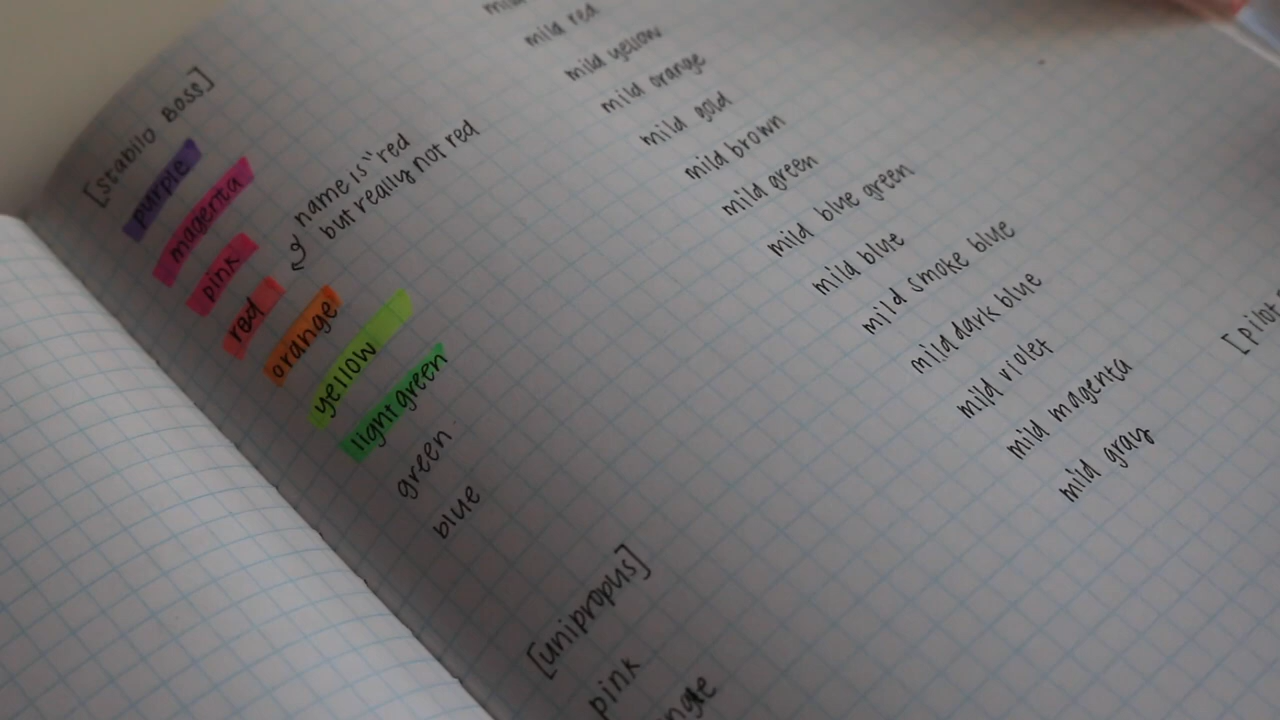 [stabilo BOSS]
purple
magenta
pink
red
name is "red
but really not red
orange
yellow
light green
green
blue
[unipropus]
pink
mild
mild red
mild yellow
mild orange
mild gold
mild brown
mild green
mild blue green
mild blue
mild smoke blue
mild dark blue
mild violet
mild magenta
mild gray
[pilot